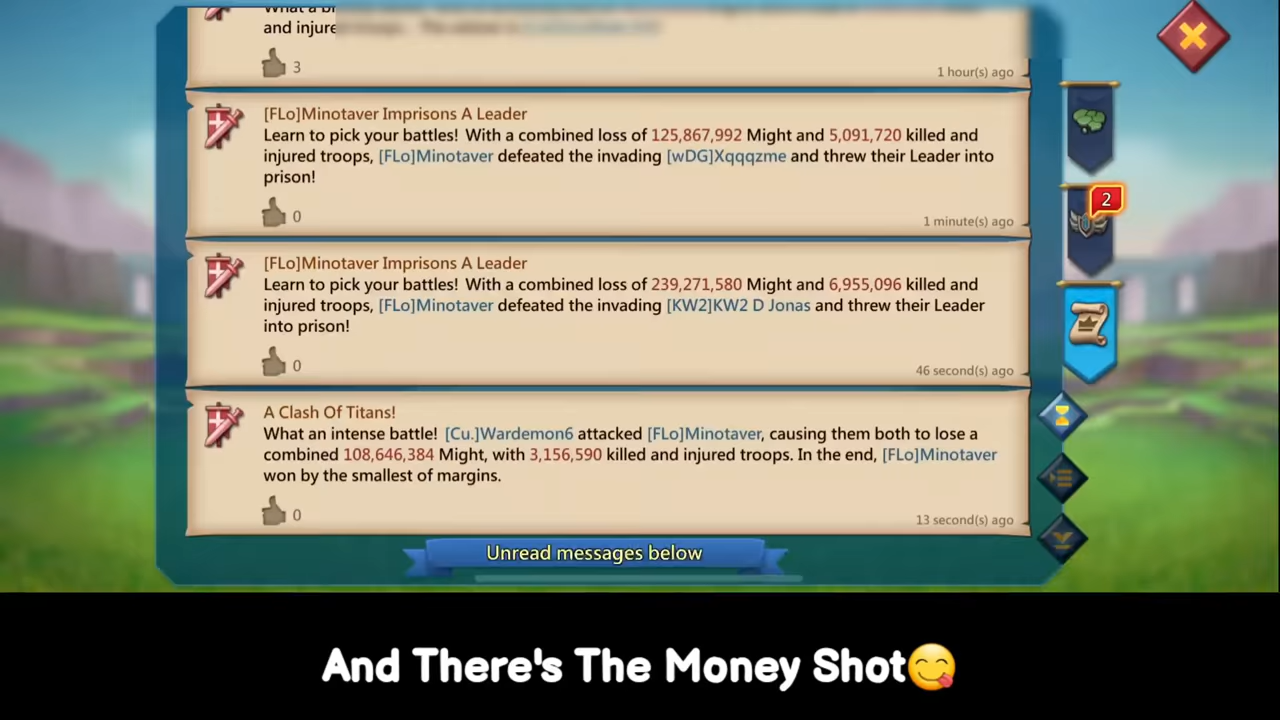 and injure
3
1 hour(s) ago
[FLo]Minotaver Imprisons A Leader
Learn to pick your battles! With a combined loss of 125,867,992 Might and 5,091,720 killed and
injured troops, [FLo]Minotaver defeated the invading [wDG]Xqqqzme and threw their Leader into
prison!
0
1 minute(s) ago
2
[FLo]Minotaver Imprisons A Leader
Learn to pick your battles! With a combined loss of 239,271,580 Might and 6,955,096 killed and
injured troops, [FLo]Minotaver defeated the invading [KW2]KW2 D Jonas and threw their Leader
into prison!
0
46 second(s) ago
A Clash Of Titans!
What an intense battle! [Cu.]Wardemon6 attacked [FLo]Minotaver, causing them both to lose a
combined 108,646,384 Might, with 3,156,590 killed and injured troops. In the end, [FLo]Minotaver
won by the smallest of margins.
0
13 second(s) ago
Unread messages below
And There's The Money Shot😋